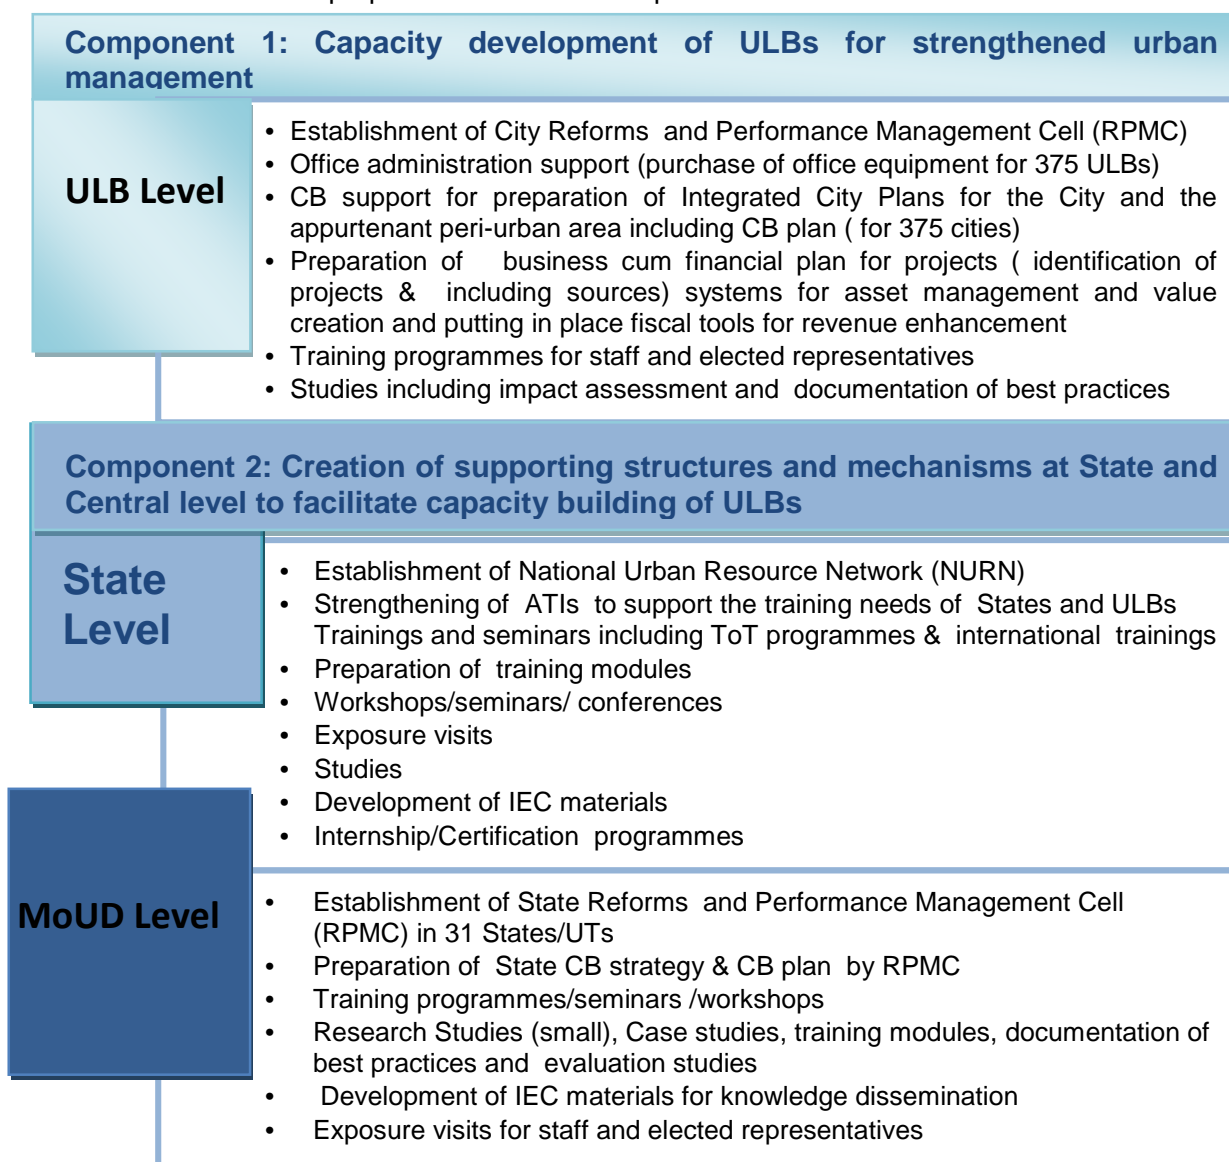 Component 1: Capacity development of ULBs for strengthened urban
management
ULB Level
• Establishment of City Reforms and Performance Management Cell (RPMC)
• Office administration support (purchase of office equipment for 375 ULBs)
• CB support for preparation of Integrated City Plans for the City and the
appurtenant peri-urban area including CB plan ( for 375 cities)
• Preparation of business cum financial plan for projects ( identification of
projects & including sources) systems for asset management and value
creation and putting in place fiscal tools for revenue enhancement
• Training programmes for staff and elected representatives
• Studies including impact assessment and documentation of best practices
Component 2: Creation of supporting structures and mechanisms at State and
Central level to facilitate capacity building of ULBs
State
Level
• Establishment of National Urban Resource Network (NURN)
• Strengthening of ATIs to support the training needs of States and ULBs
Trainings and seminars including ToT programmes & international trainings
• Preparation of training modules
• Workshops/seminars/ conferences
• Exposure visits
• Studies
• Development of IEC materials
• Internship/Certification programmes
MoUD Level
• Establishment of State Reforms and Performance Management Cell
(RPMC) in 31 States/UTs
• Preparation of State CB strategy & CB plan by RPMC
• Training programmes/seminars /workshops
• Research Studies (small), Case studies, training modules, documentation of
best practices and evaluation studies
• Development of IEC materials for knowledge dissemination
• Exposure visits for staff and elected representatives